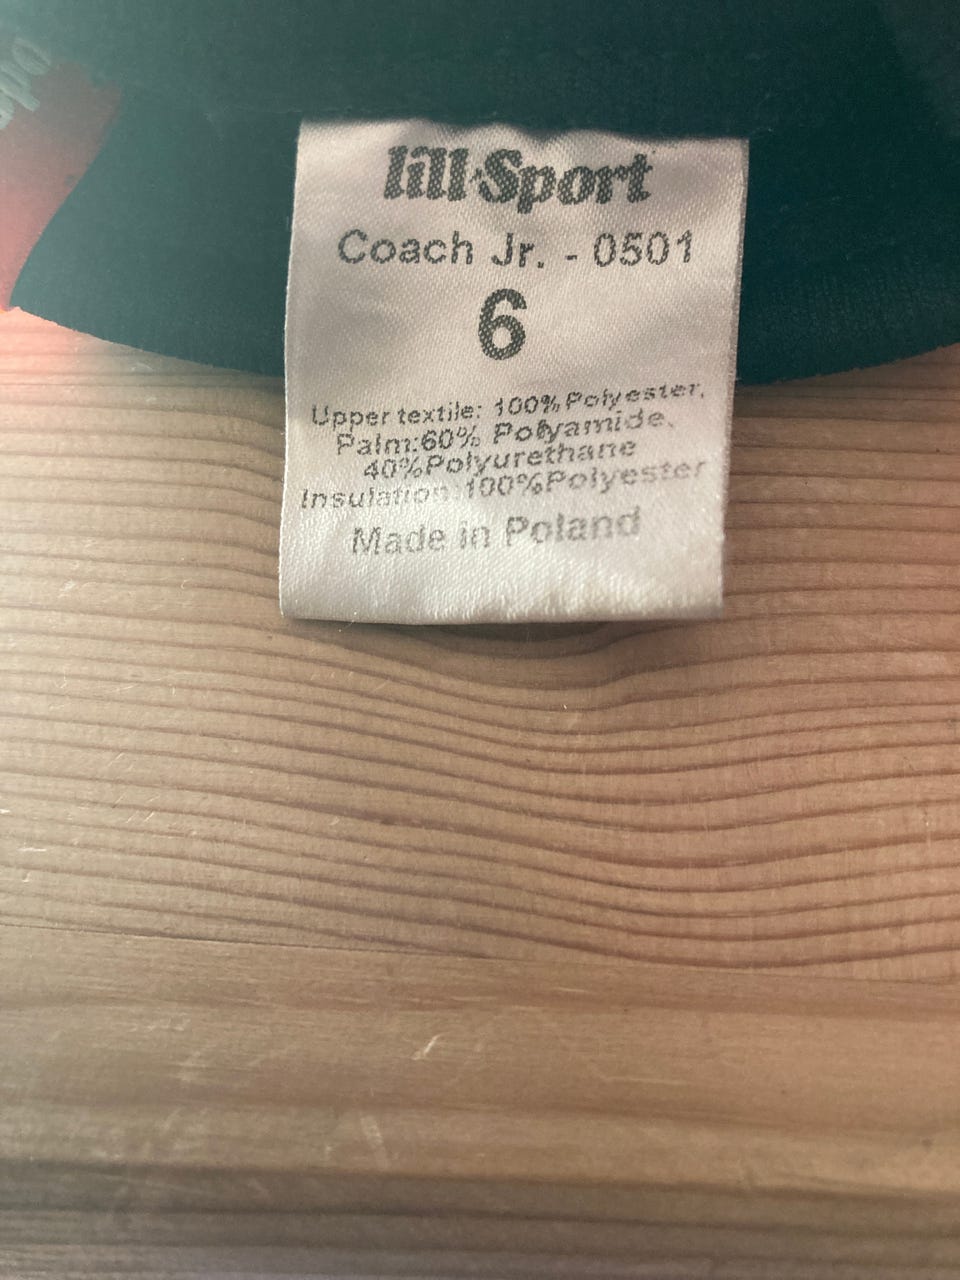 lill-Sport
Coach Jr. - 0501
6
Upper textile: 100% Polyester,
Palm:60% Polyamide,
40%Polyurethane
Insulation:100%Polyester
Made in Poland